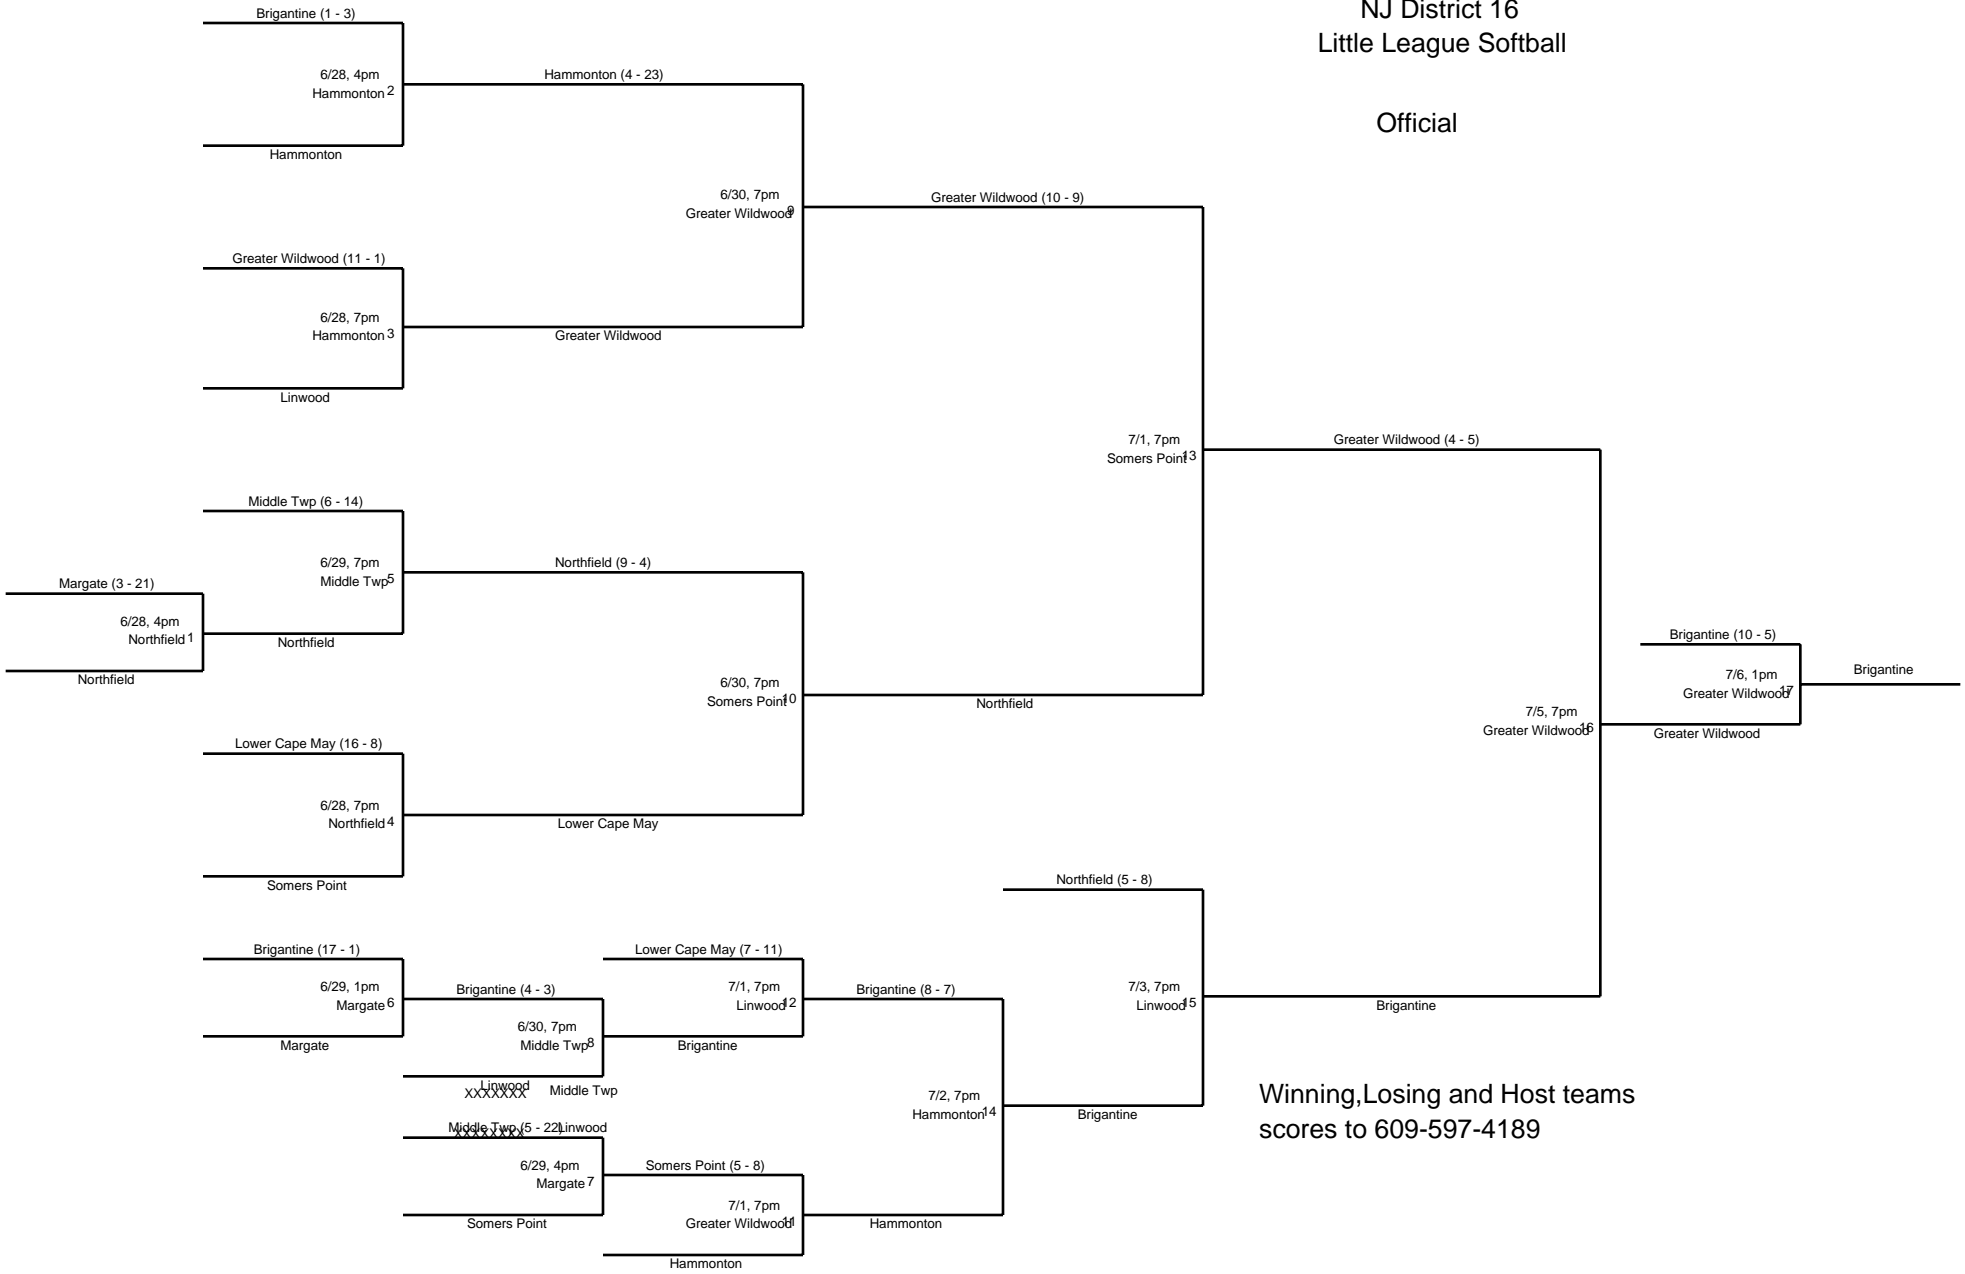 NJ District 16
Little League Softball
Official
Brigantine (1 - 3)
6/28, 4pm
Hammonton 2
Hammonton
Hammonton (4 - 23)
6/30, 7pm
Greater Wildwood 9
Greater Wildwood (10 - 9)
Greater Wildwood (11 - 1)
6/28, 7pm
Hammonton 3
Greater Wildwood
Linwood
7/1, 7pm
Somers Point 13
Greater Wildwood (4 - 5)
Middle Twp (6 - 14)
6/29, 7pm
Middle Twp 5
Northfield (9 - 4)
Margate (3 - 21)
6/28, 4pm
Northfield 1
Northfield
Northfield
6/30, 7pm
Somers Point 10
Northfield
Lower Cape May (16 - 8)
6/28, 7pm
Northfield 4
Lower Cape May
Somers Point
Brigantine (10 - 5)
7/6, 1pm
Greater Wildwood 17
Brigantine
7/5, 7pm
Greater Wildwood 16
Greater Wildwood
Northfield (5 - 8)
7/3, 7pm
Linwood 15
Brigantine
Brigantine (17 - 1)
6/29, 1pm
Margate 6
Margate
Brigantine (4 - 3)
6/30, 7pm
Middle Twp 8
Linwood
XXXXXXX
Middle Twp
Lower Cape May (7 - 11)
7/1, 7pm
Linwood 12
Brigantine
Brigantine (8 - 7)
7/2, 7pm
Hammonton 14
Brigantine
Middle Twp (5 - 22)
XXXXXXXX
Linwood
6/29, 4pm
Margate 7
Somers Point
Somers Point (5 - 8)
7/1, 7pm
Greater Wildwood 11
Hammonton
Hammonton
Winning,Losing and Host teams
scores to 609-597-4189